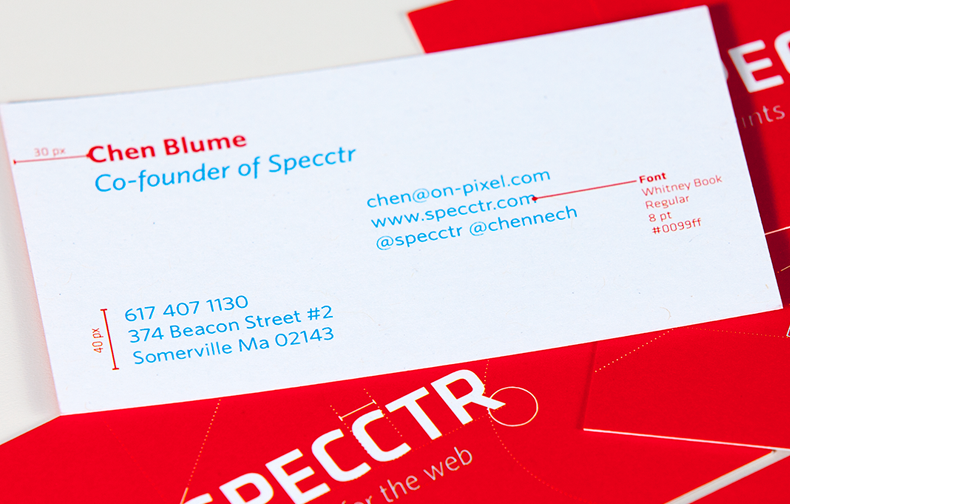 30 px
Chen Blume
Co-founder of Specctr
chen@on-pixel.com
www.specctr.com
@specctr @chennech
Font
Whitney Book
Regular
8 pt
#0099ff
40 px
617 407 1130
374 Beacon Street #2
Somerville Ma 02143
SPECCTR
for the web